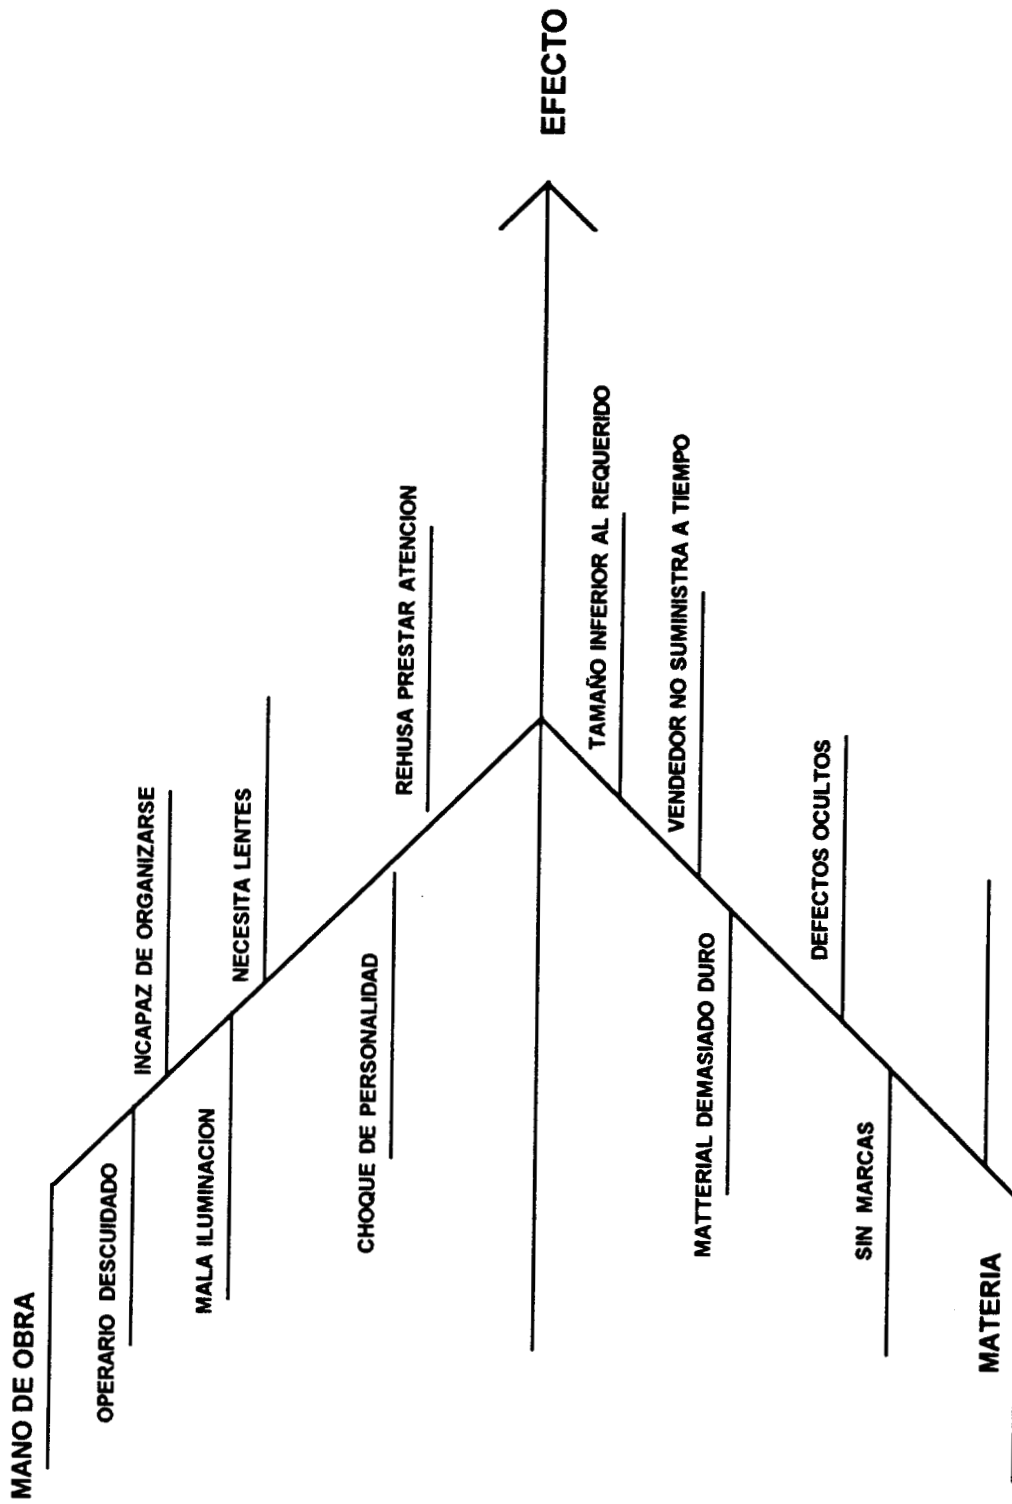 MANO DE OBRA
OPERARIO DESCUIDADO
INCAPAZ DE ORGANIZARSE
MALA ILUMINACION
NECESITA LENTES
CHOQUE DE PERSONALIDAD
REHUSA PRESTAR ATENCION
EFECTO
TAMAÑO INFERIOR AL REQUERIDO
VENDEDOR NO SUMINISTRA A TIEMPO
MATTERIAL DEMASIADO DURO
DEFECTOS OCULTOS
SIN MARCAS
MATERIA